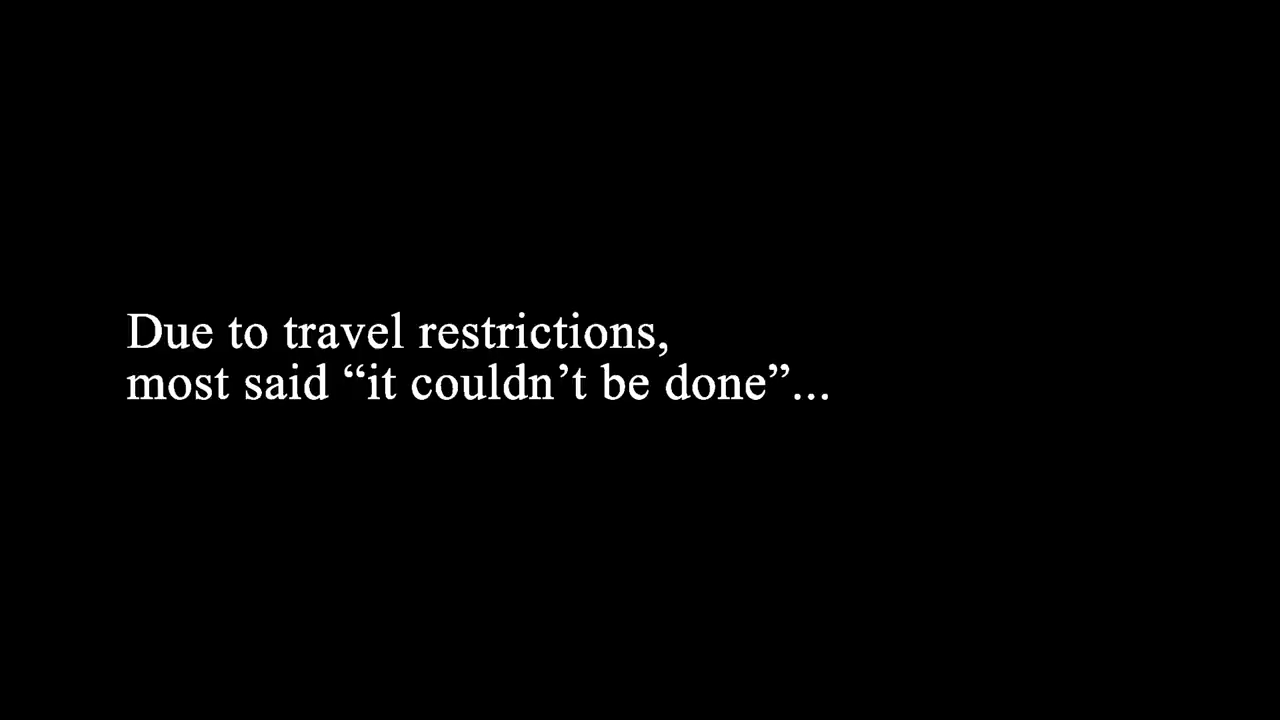 Due to travel restrictions,
most said “it couldn’t be done”...